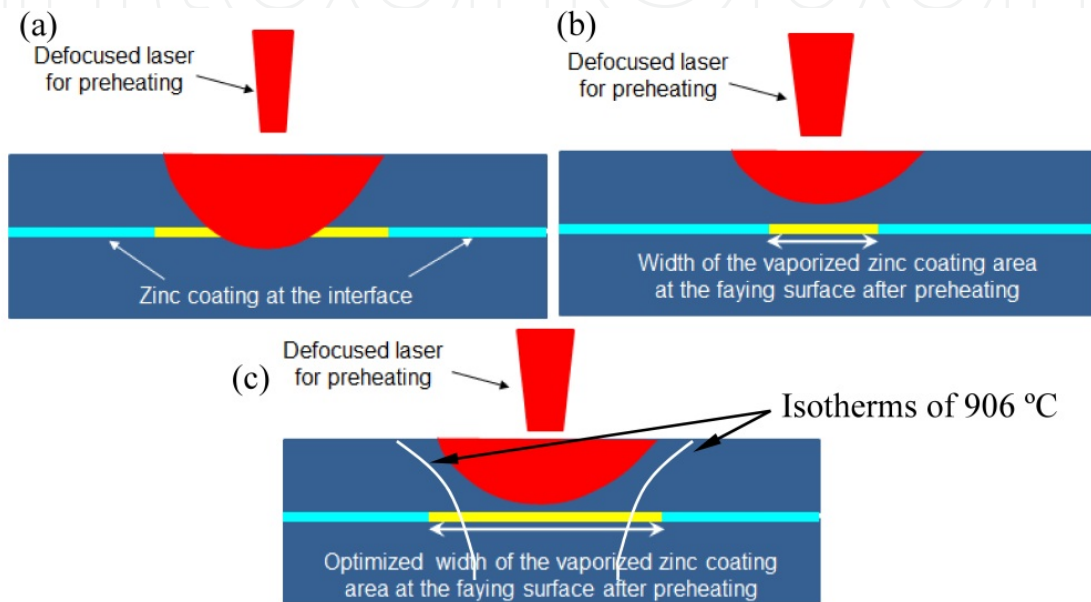 (a)
Defocused laser
for preheating
Zinc coating at the interface
(b)
Defocused laser
for preheating
Width of the vaporized zinc coating area
at the faying surface after preheating
(c)
Defocused laser
for preheating
Isotherms of 906 ºC
Optimized width of the vaporized zinc coating
area at the faying surface after preheating